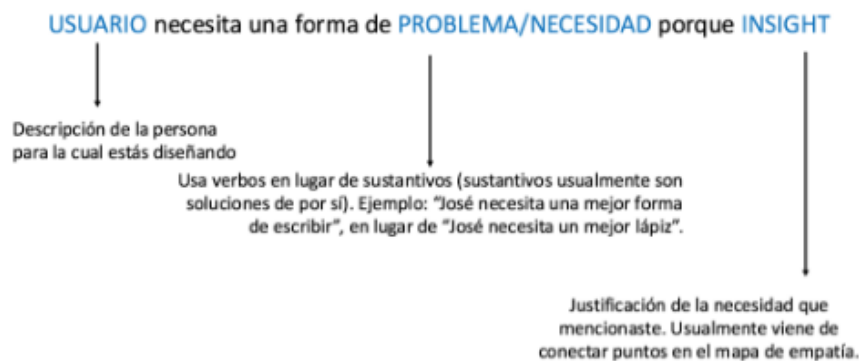 USUARIO necesita una forma de PROBLEMA/NECESIDAD porque INSIGHT
Descripción de la persona
para la cual estás diseñando
Usa verbos en lugar de sustantivos (sustantivos usualmente son
soluciones de por sí). Ejemplo: “José necesita una mejor forma
de escribir”, en lugar de “José necesita un mejor lápiz”.
Justificación de la necesidad que
mencionaste. Usualmente viene de
conectar puntos en el mapa de empatía.